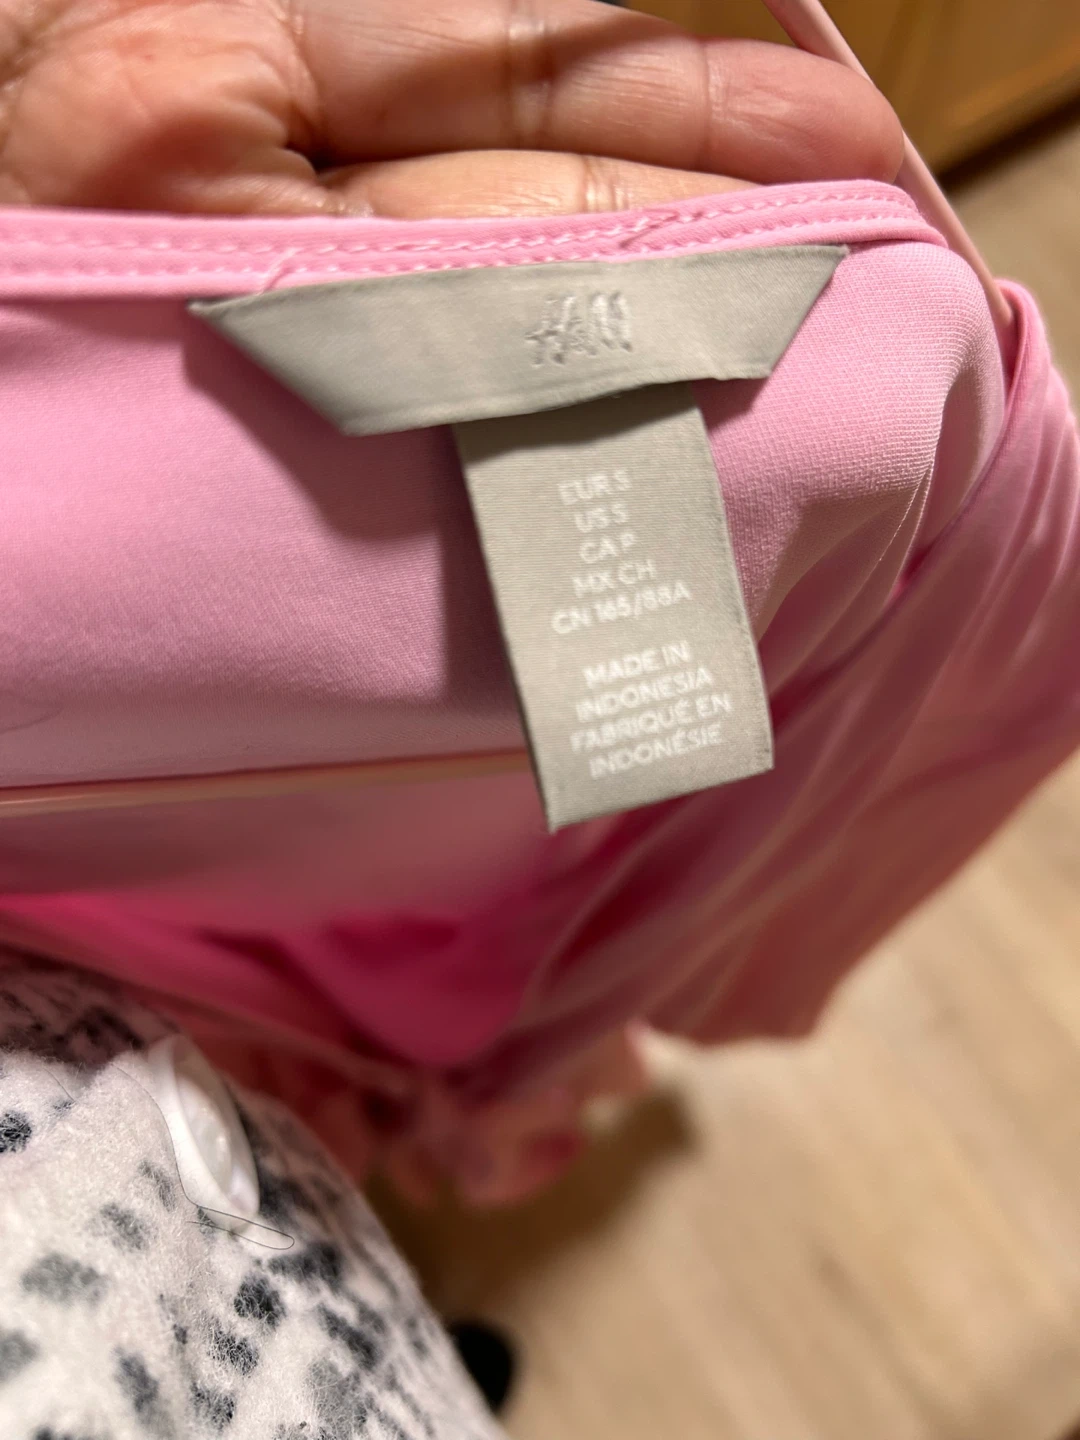 H&M
EUR S
US S
CA P
MX CH
CN 165/88A
MADE IN
INDONESIA
FABRIQUÉ EN
INDONÉSIE